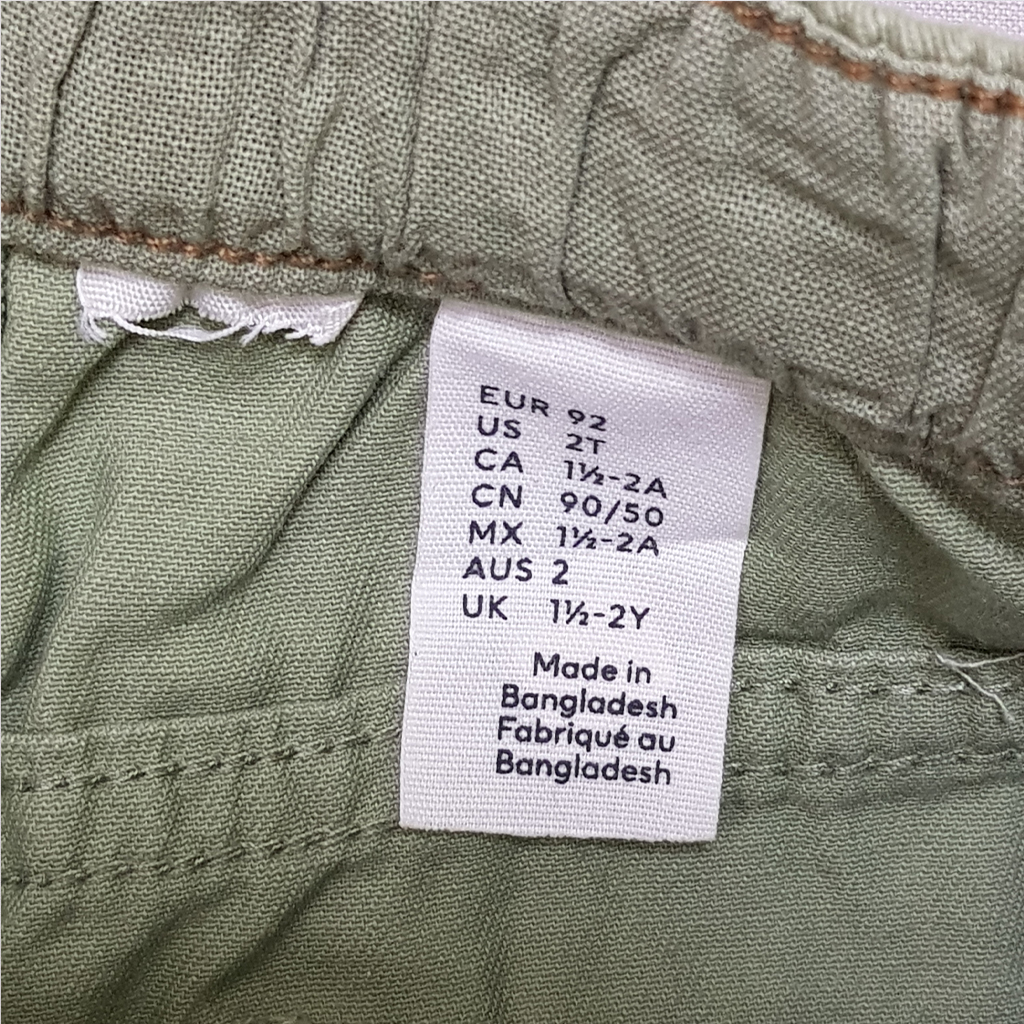 EUR 92
US 2T
CA 1½-2A
CN 90/50
MX 1½-2A
AUS 2
UK 1½-2Y
Made in
Bangladesh
Fabriqué au
Bangladesh